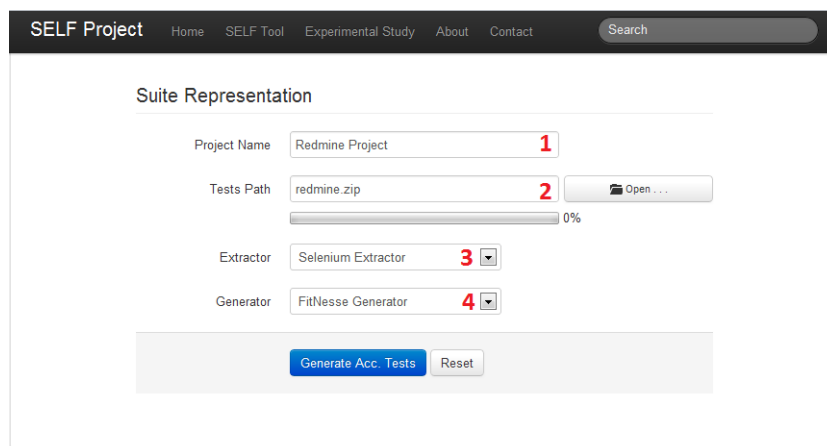 SELF Project Home SELF Tool Experimental Study About Contact Search
Suite Representation
Project Name Redmine Project 1
Tests Path redmine.zip 2 Open . . .
0%
Extractor Selenium Extractor 3
Generator FitNesse Generator 4
Generate Acc. Tests Reset